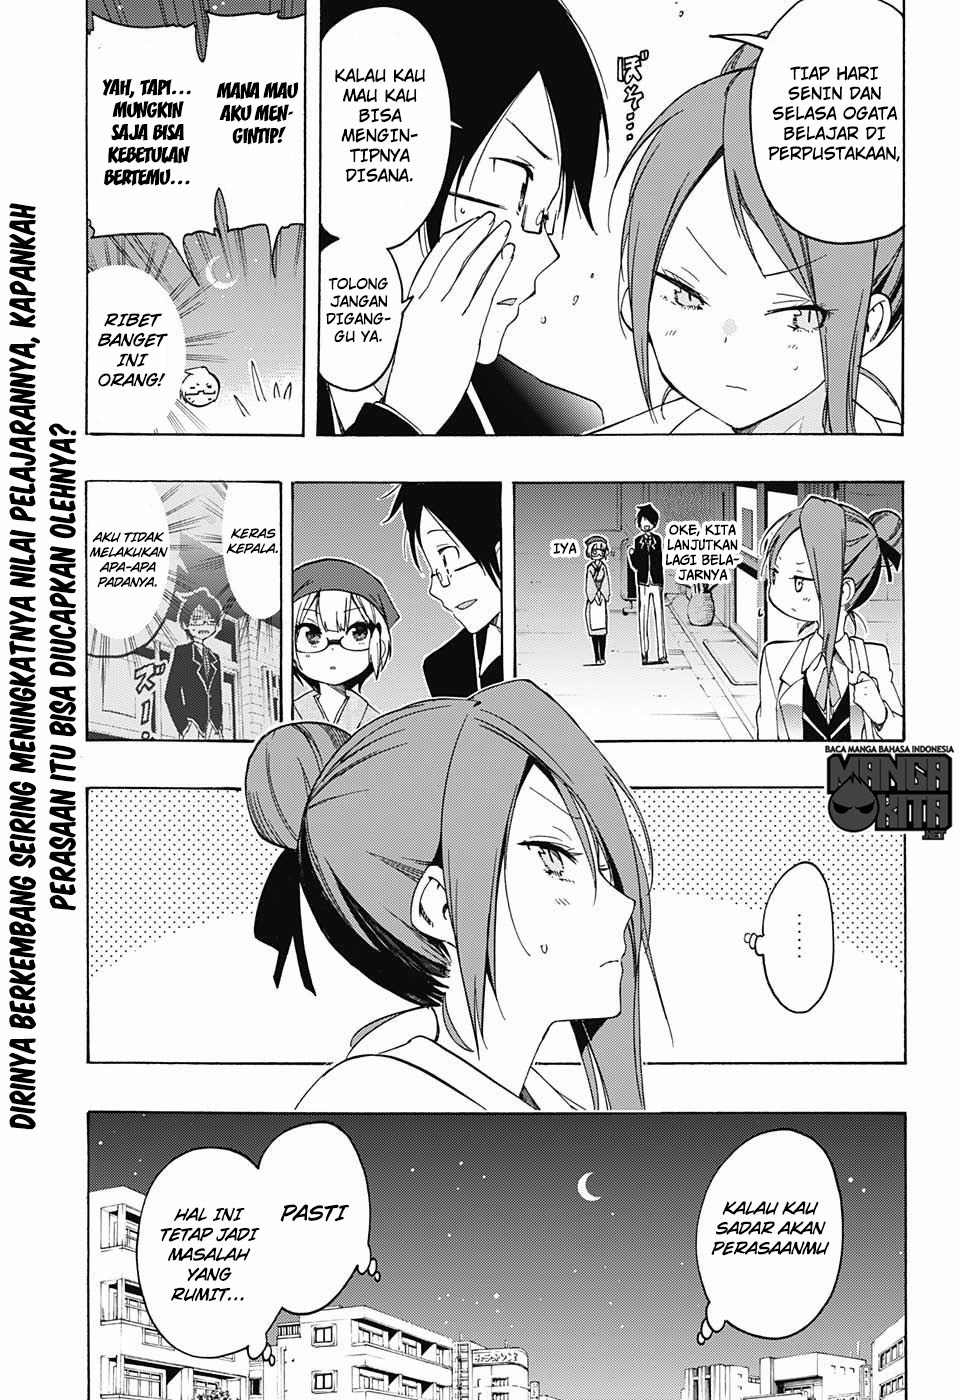 TIAP HARI
SENIN DAN
SELASA OGATA
BELAJAR DI
PERPUSTAKAAN,
ボソッ…
KALAU KAU
MAU KAU
BISA
MENGIN-
TIPNYA
DISANA.
TOLONG
JANGAN
DIGANG-
GU YA.
MANA MAU
AKU MEN-
GINTIP!
YAH, TAPI...
MUNGKIN
SAJA BISA
KEBETULAN
BERTEMU...
RIBET
BANGET
INI
ORANG!
OKE, KITA
LANJUTKAN
LAGI BELA-
JARNYA
IYA
KERAS
KEPALA.
AKU TIDAK
MELAKUKAN
APA-APA
PADANYA.
BACA MANGA BAHASA INDONESIA
MANGA
KITA
.NET
........
KALAU KAU
SADAR AKAN
PERASAANMU
PASTI
HAL INI
TETAP JADI
MASALAH
YANG
RUMIT...
DIRINYA BERKEMBANG SEIRING MENINGKATNYA NILAI PELAJARANNYA, KAPANKAH
PERASAAN ITU BISA DIUCAPKAN OLEHNYA?